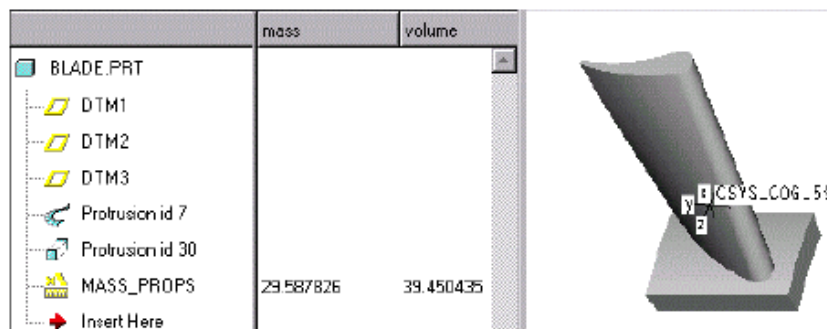 mass volume
BLADE.PRT
DTM1
DTM2
DTM3
Protrusion id 7
Protrusion id 30
MASS_PROPS 29.587826 39.450435
Insert Here
x
y
z